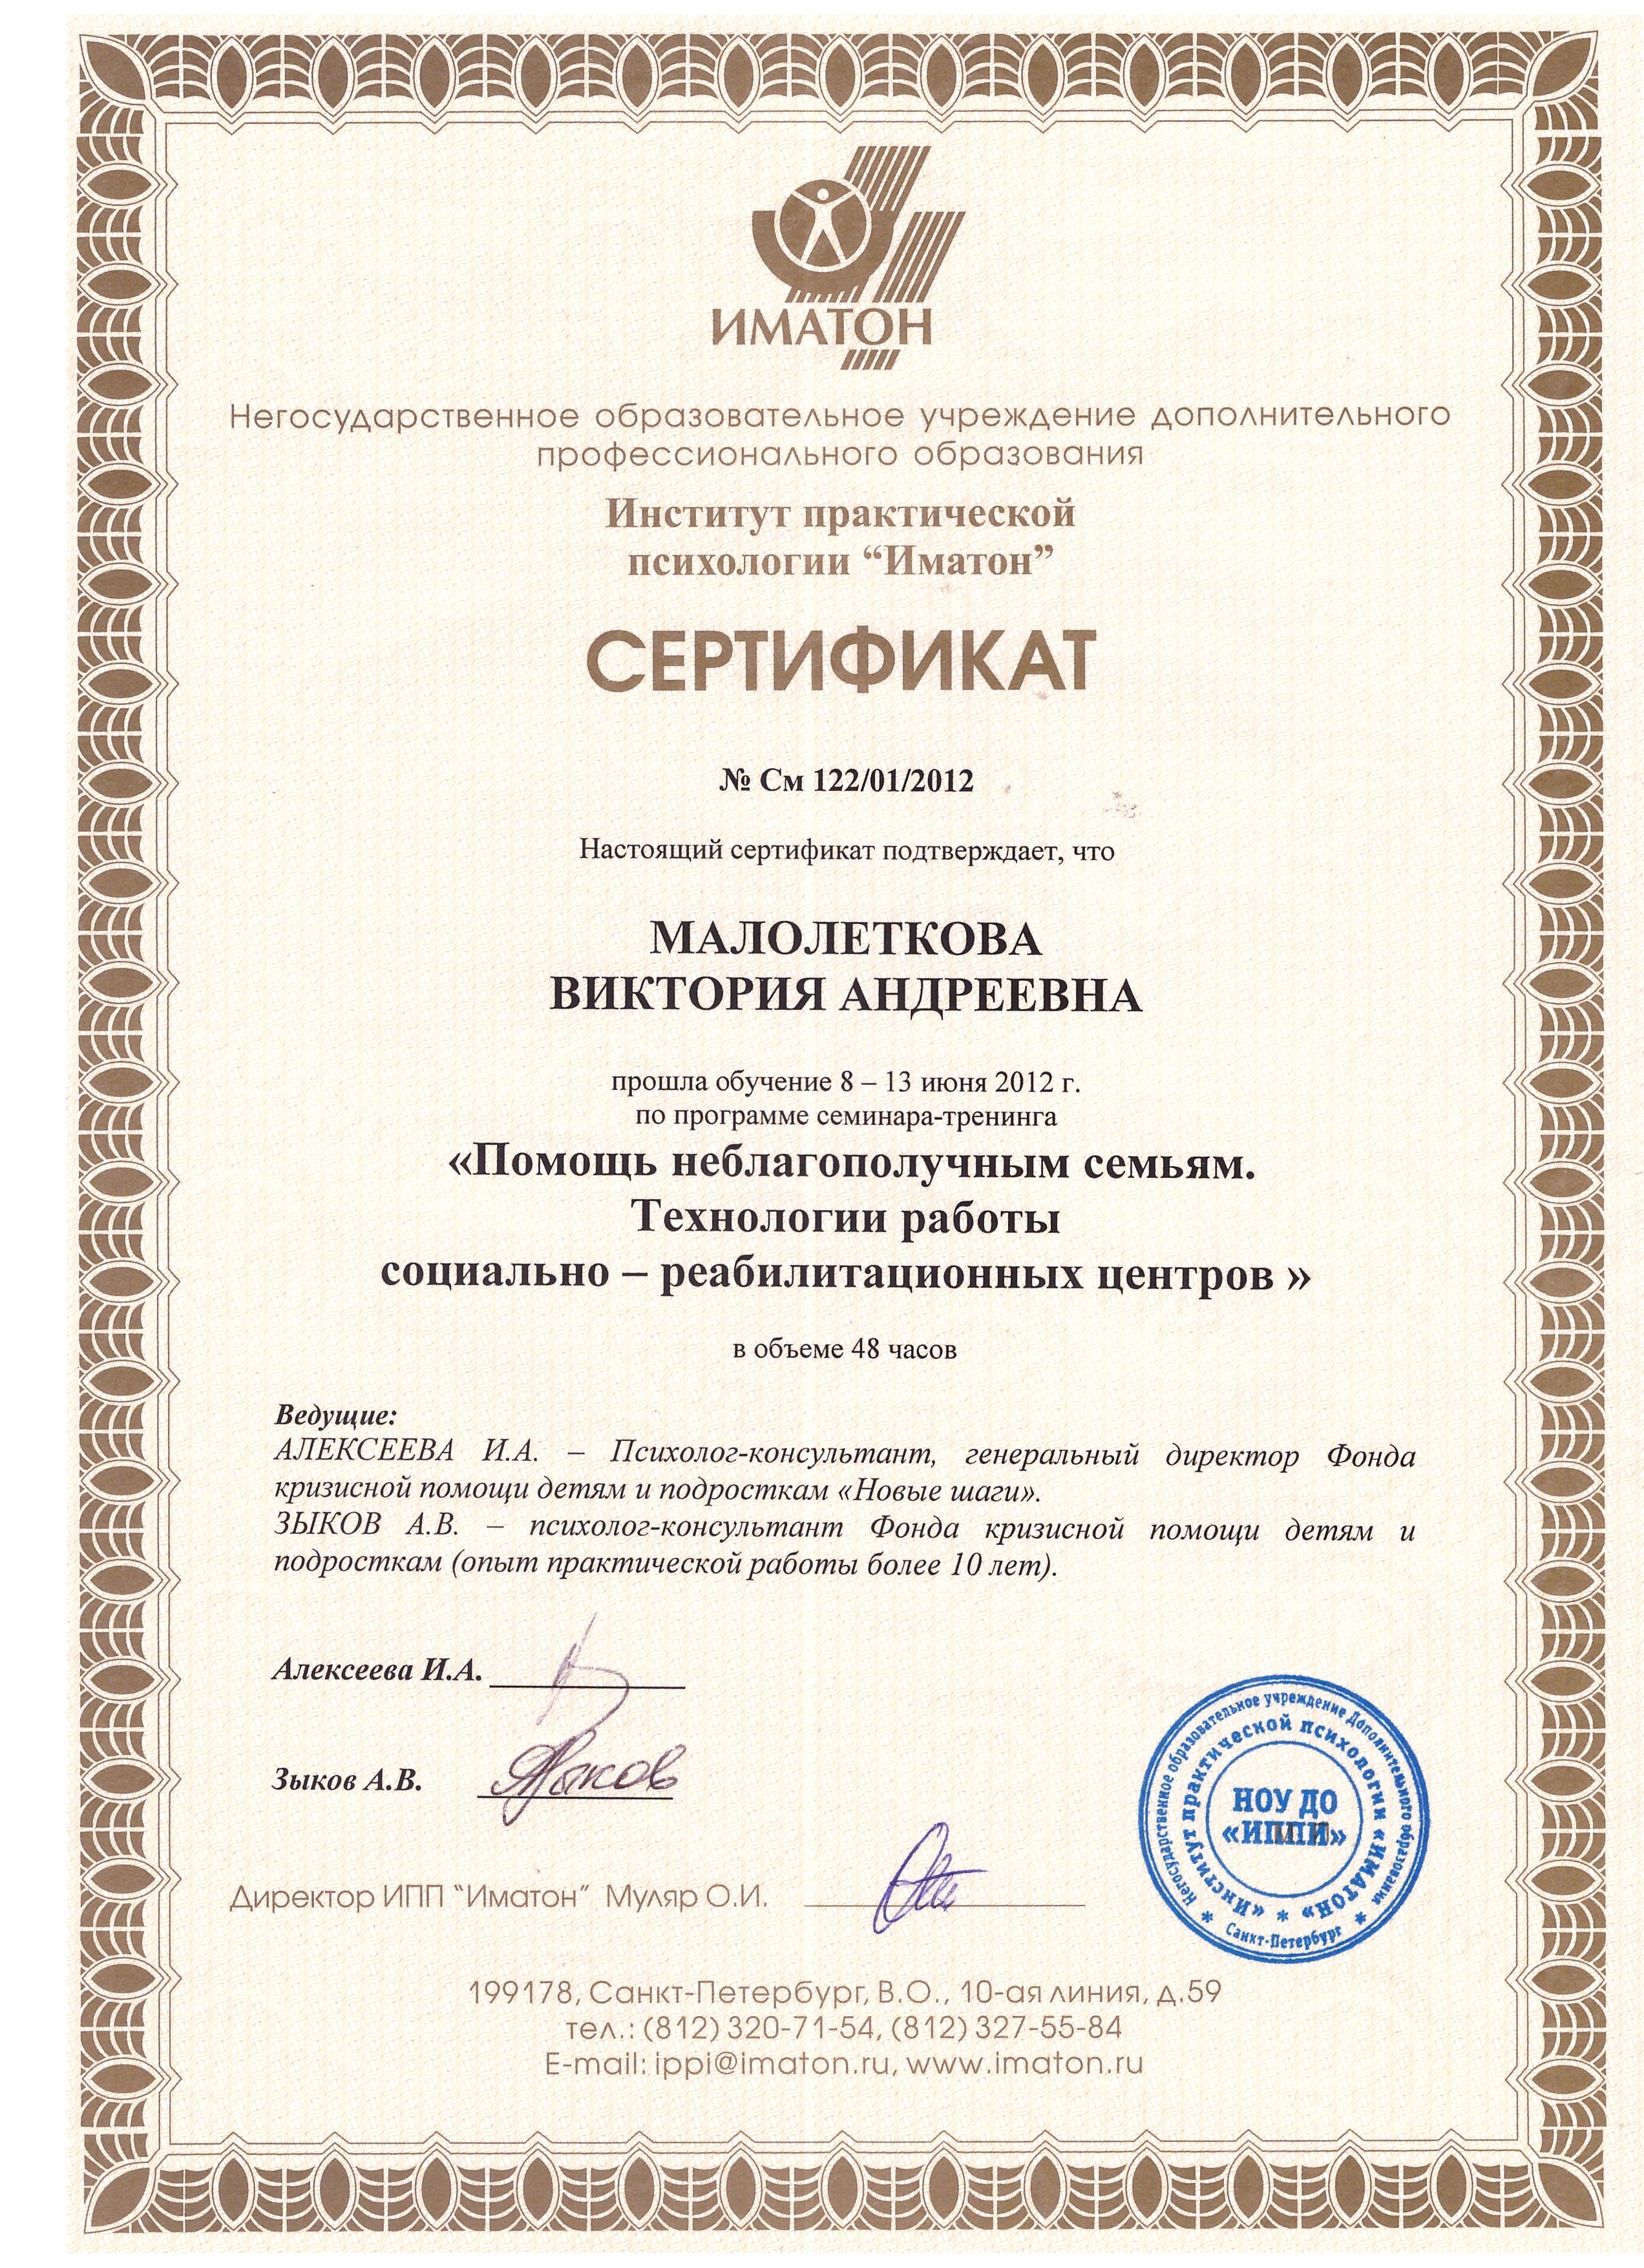 ИМАТОН
Негосударственное образовательное учреждение дополнительного
профессионального образования
Институт практической
психологии “Иматон”
СЕРТИФИКАТ
№ См 122/01/2012
Настоящий сертификат подтверждает, что
МАЛОЛЕТКОВА
ВИКТОРИЯ АНДРЕЕВНА
прошла обучение 8 – 13 июня 2012 г.
по программе семинара-тренинга
«Помощь неблагополучным семьям.
Технологии работы
социально – реабилитационных центров »
в объеме 48 часов
Ведущие:
АЛЕКСЕЕВА И.А. – Психолог-консультант, генеральный директор Фонда
кризисной помощи детям и подросткам «Новые шаги».
ЗЫКОВ А.В. – психолог-консультант Фонда кризисной помощи детям и
подросткам (опыт практической работы более 10 лет).
Алексеева И.А.
Зыков А.В.
Негосударственное образовательное учреждение Дополнительного образования
«Институт практической психологии «ИМАТОН»
НОУ ДО
«ИППИ»
Санкт-Петербург
Директор ИПП “Иматон” Муляр О.И.
199178, Санкт-Петербург, В.О., 10-ая линия, д.59
тел.: (812) 320-71-54, (812) 327-55-84
E-mail: ippi@imaton.ru, www.imaton.ru